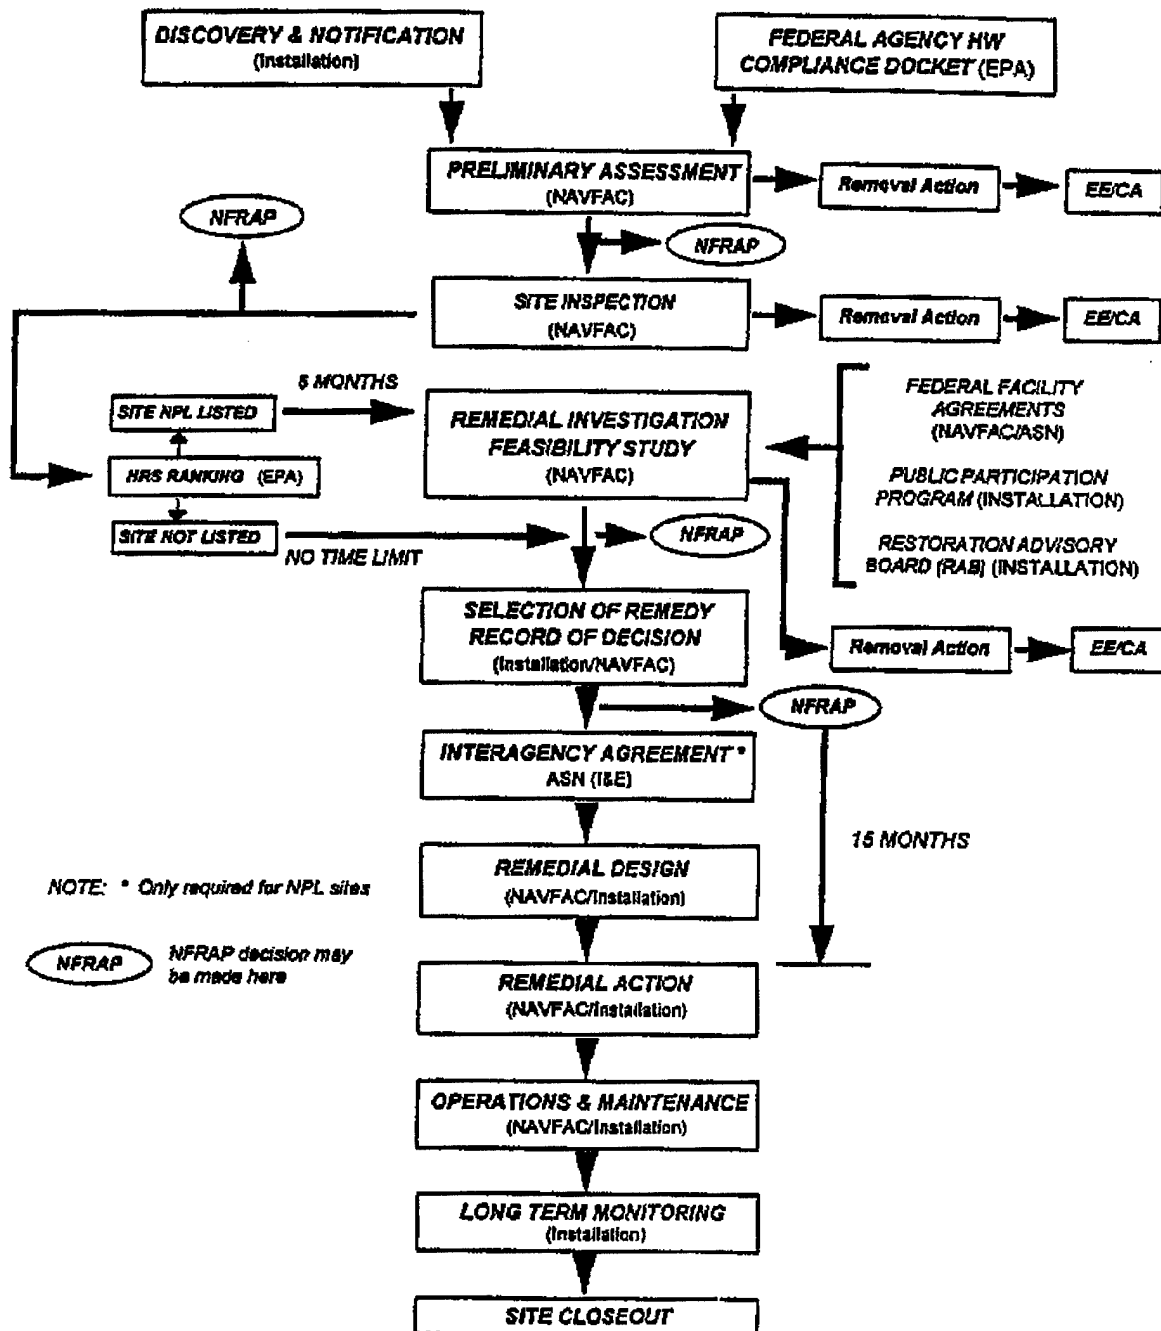 DISCOVERY & NOTIFICATION
(Installation)
FEDERAL AGENCY HW
COMPLIANCE DOCKET (EPA)
PRELIMINARY ASSESSMENT
(NAVFAC)
Removal Action
EE/CA
NFRAP
NFRAP
SITE INSPECTION
(NAVFAC)
Removal Action
EE/CA
6 MONTHS
SITE NPL LISTED
REMEDIAL INVESTIGATION
FEASIBILITY STUDY
(NAVFAC)
FEDERAL FACILITY
AGREEMENTS
(NAVFAC/ASN)
HRS RANKING (EPA)
PUBLIC PARTICIPATION
PROGRAM (INSTALLATION)
SITE NOT LISTED
NO TIME LIMIT
NFRAP
RESTORATION ADVISORY
BOARD (RAB) (INSTALLATION)
SELECTION OF REMEDY
RECORD OF DECISION
(Installation/NAVFAC)
Removal Action
EE/CA
NFRAP
INTERAGENCY AGREEMENT *
ASN (I&E)
15 MONTHS
REMEDIAL DESIGN
(NAVFAC/Installation)
NOTE: * Only required for NPL sites
NFRAP
NFRAP decision may
be made here
REMEDIAL ACTION
(NAVFAC/Installation)
OPERATIONS & MAINTENANCE
(NAVFAC/Installation)
LONG TERM MONITORING
(Installation)
SITE CLOSEOUT